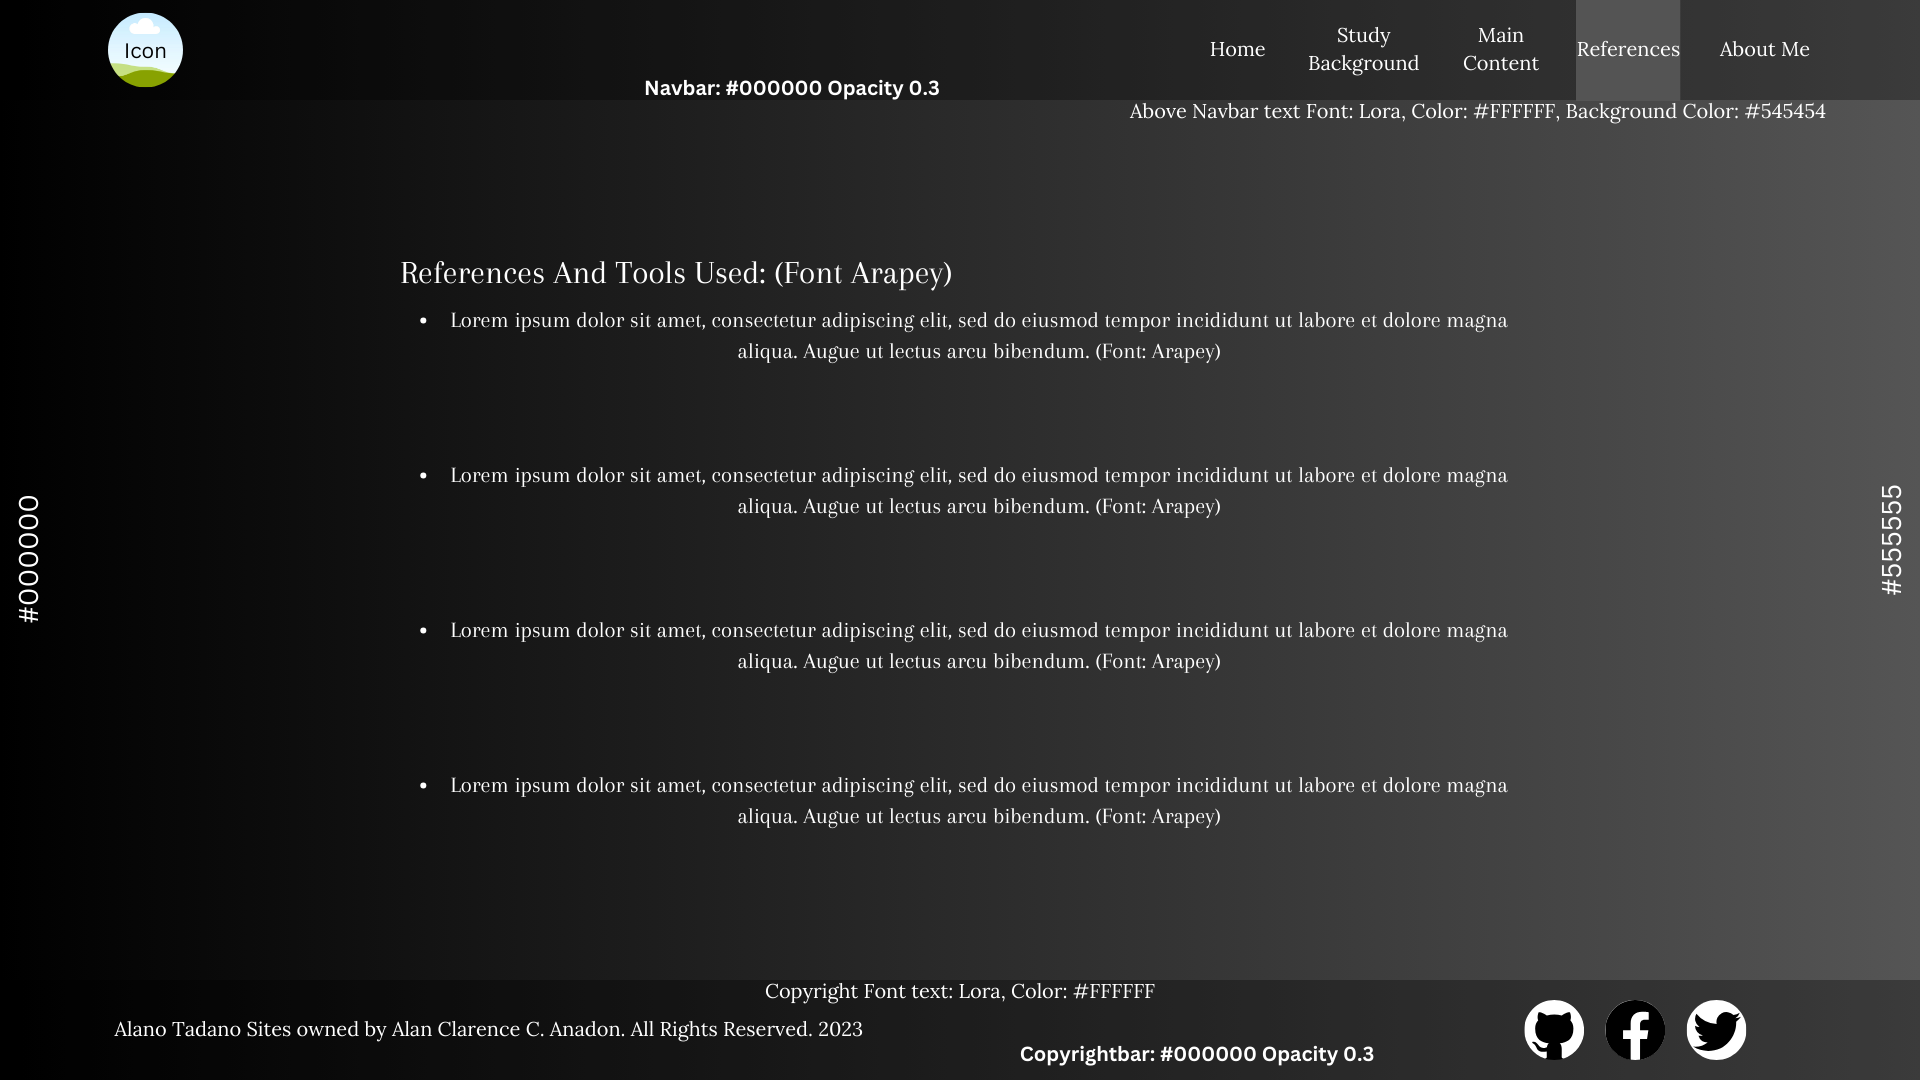 Icon
Home
Study
Background
Main
Content
References
About Me
Navbar: #000000 Opacity 0.3
Above Navbar text Font: Lora, Color: #FFFFFF, Background Color: #545454
References And Tools Used: (Font Arapey)
• Lorem ipsum dolor sit amet, consectetur adipiscing elit, sed do eiusmod tempor incididunt ut labore et dolore magna
aliqua. Augue ut lectus arcu bibendum. (Font: Arapey)
• Lorem ipsum dolor sit amet, consectetur adipiscing elit, sed do eiusmod tempor incididunt ut labore et dolore magna
aliqua. Augue ut lectus arcu bibendum. (Font: Arapey)
#000000
#555555
• Lorem ipsum dolor sit amet, consectetur adipiscing elit, sed do eiusmod tempor incididunt ut labore et dolore magna
aliqua. Augue ut lectus arcu bibendum. (Font: Arapey)
• Lorem ipsum dolor sit amet, consectetur adipiscing elit, sed do eiusmod tempor incididunt ut labore et dolore magna
aliqua. Augue ut lectus arcu bibendum. (Font: Arapey)
Copyright Font text: Lora, Color: #FFFFFF
Alano Tadano Sites owned by Alan Clarence C. Anadon. All Rights Reserved. 2023
Copyrightbar: #000000 Opacity 0.3